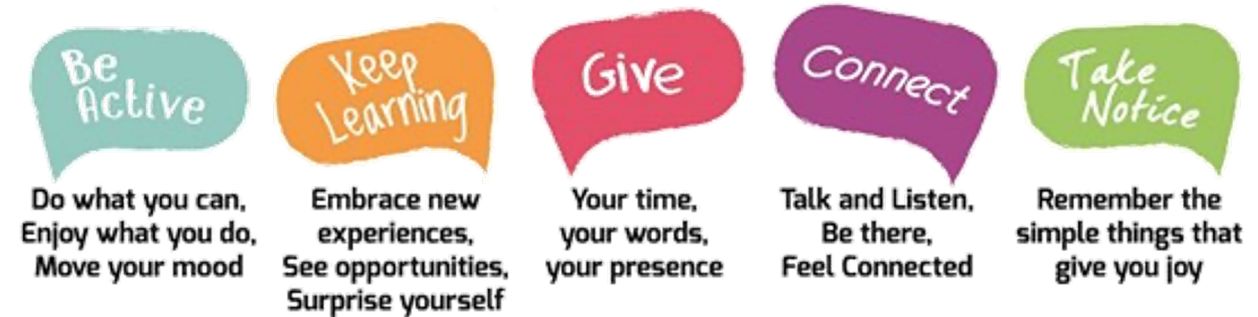 Be
Active
Do what you can,
Enjoy what you do,
Move your mood
Keep
Learning
Embrace new
experiences,
See opportunities,
Surprise yourself
Give
Your time,
your words,
your presence
Connect
Talk and Listen,
Be there,
Feel Connected
Take
Notice
Remember the
simple things that
give you joy